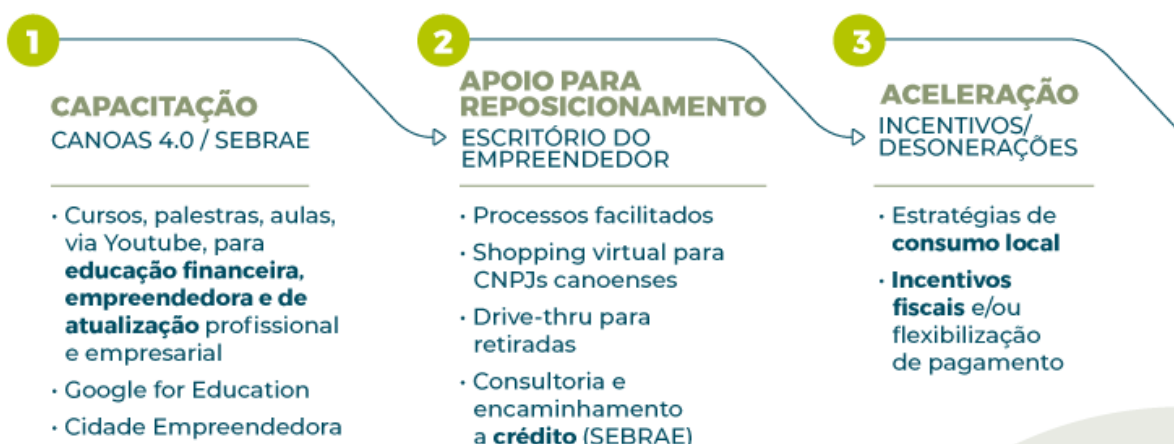 1
CAPACITAÇÃO
CANOAS 4.0 / SEBRAE
• Cursos, palestras, aulas,
via Youtube, para
educação financeira,
empreendedora e de
atualização profissional
e empresarial
• Google for Education
• Cidade Empreendedora
2
APOIO PARA
REPOSICIONAMENTO
ESCRITÓRIO DO
EMPREENDEDOR
• Processos facilitados
• Shopping virtual para
CNPJs canoenses
• Drive-thru para
retiradas
• Consultoria e
encaminhamento
a crédito (SEBRAE)
3
ACELERAÇÃO
INCENTIVOS/
DESONERAÇÕES
• Estratégias de
consumo local
• Incentivos
fiscais e/ou
flexibilização
de pagamento